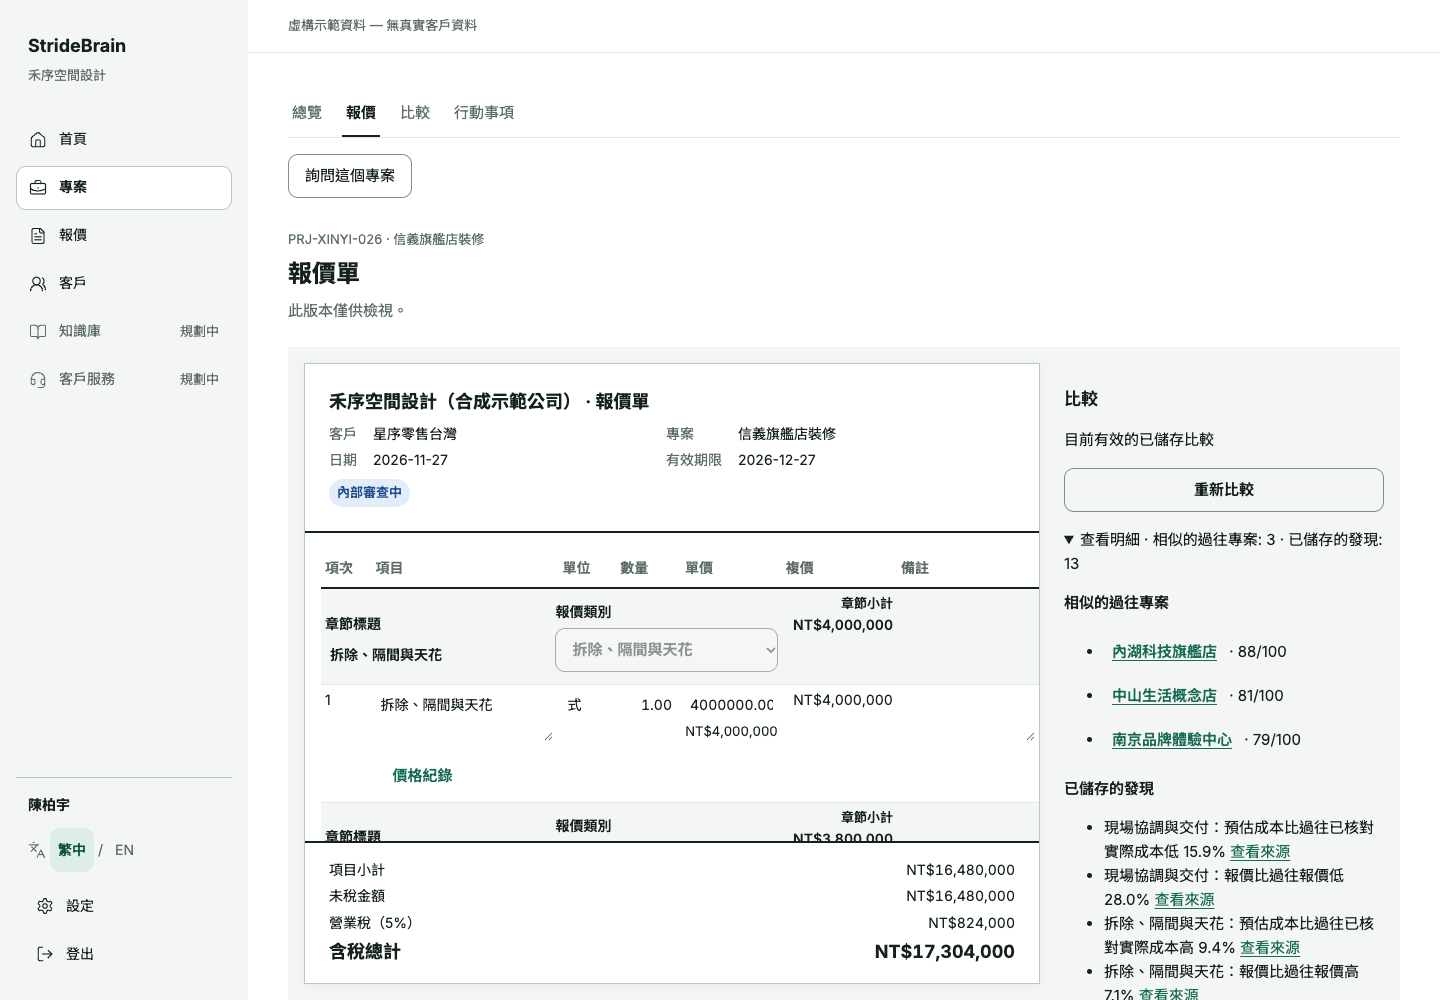 StrideBrain
禾序空間設計
首頁
專案
報價
客戶
知識庫 規劃中
客戶服務 規劃中
陳柏宇
繁中 / EN
設定
登出
虛構示範資料 — 無真實客戶資料
總覽 報價 比較 行動事項
詢問這個專案
PRJ-XINYI-026 · 信義旗艦店裝修
報價單
此版本僅供檢視。
禾序空間設計（合成示範公司） · 報價單
客戶 星序零售台灣 專案 信義旗艦店裝修
日期 2026-11-27 有效期限 2026-12-27
內部審查中
項次 項目 單位 數量 單價 複價 備註
章節標題
拆除、隔間與天花
報價類別
拆除、隔間與天花
章節小計
NT$4,000,000
1 拆除、隔間與天花 式 1.00 4000000.00 NT$4,000,000
NT$4,000,000
價格紀錄
章節標題
報價類別
章節小計
NT$3,800,000
項目小計 NT$16,480,000
未稅金額 NT$16,480,000
營業稅（5%） NT$824,000
含稅總計 NT$17,304,000
比較
目前有效的已儲存比較
重新比較
▼ 查看明細 · 相似的過往專案: 3 · 已儲存的發現:
13
相似的過往專案
• 內湖科技旗艦店 · 88/100
• 中山生活概念店 · 81/100
• 南京品牌體驗中心 · 79/100
已儲存的發現
• 現場協調與交付：預估成本比過往已核對
實際成本低 15.9% 查看來源
• 現場協調與交付：報價比過往報價低
28.0% 查看來源
• 拆除、隔間與天花：預估成本比過往已核
對實際成本高 9.4% 查看來源
• 拆除、隔間與天花：報價比過往報價高
7.1% 查看來源